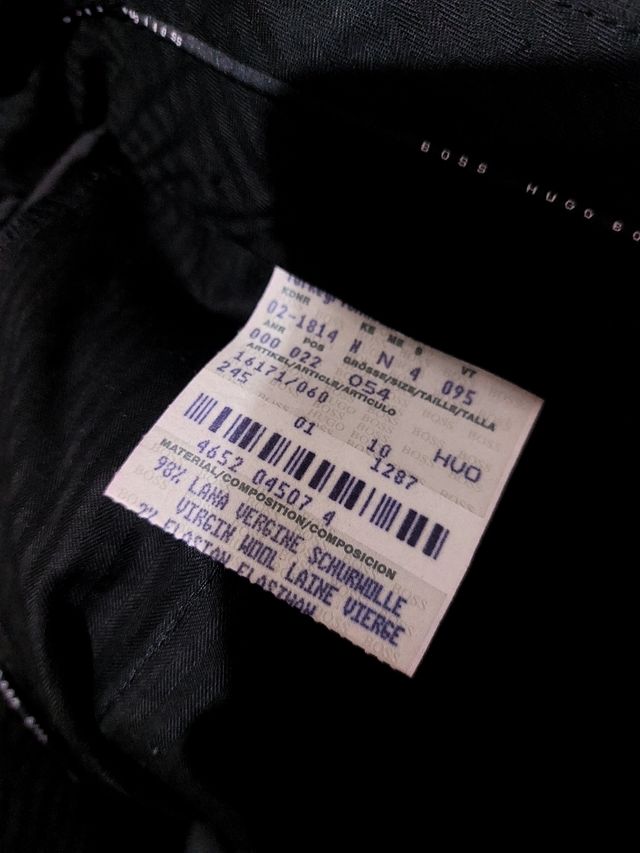 BOSS HUGO BO
KDNR KE ME S VT
02-1814 H N 4 095
ANR POS GRÖSSE/SIZE/TAILLE/TALLA
000 022 054
ARTIKEL/ARTICLE/ARTICULO
16171/060
245
01 10 HUO
1287
4652 04507 4
MATERIAL/COMPOSITION/COMPOSICION
98% LANA VERGINE SCHURWOLLE
VIRGIN WOOL LAINE VIERGE
2% ELASTAN ELASTHAN